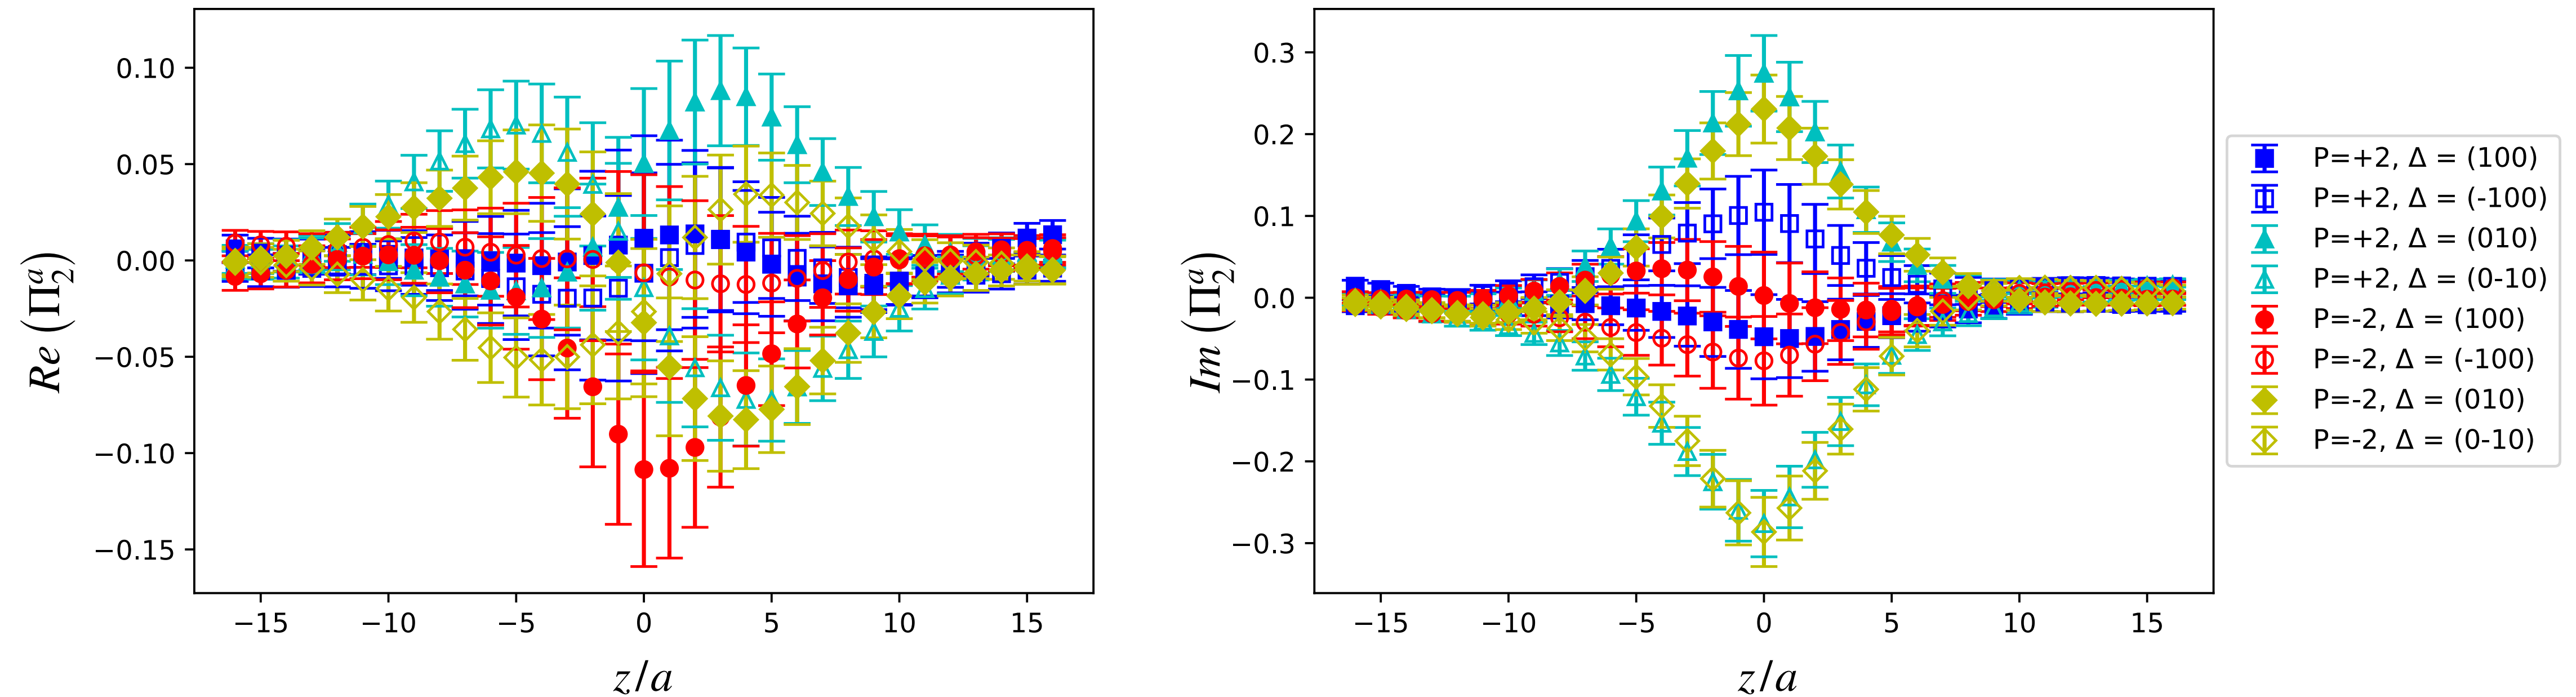 Re (Π₂ᵃ)
0.10
0.05
0.00
−0.05
−0.10
−0.15
−15 −10 −5 0 5 10 15
z/a
Im (Π₂ᵃ)
0.3
0.2
0.1
0.0
−0.1
−0.2
−0.3
−15 −10 −5 0 5 10 15
z/a
P=+2, Δ = (100)
P=+2, Δ = (-100)
P=+2, Δ = (010)
P=+2, Δ = (0-10)
P=-2, Δ = (100)
P=-2, Δ = (-100)
P=-2, Δ = (010)
P=-2, Δ = (0-10)